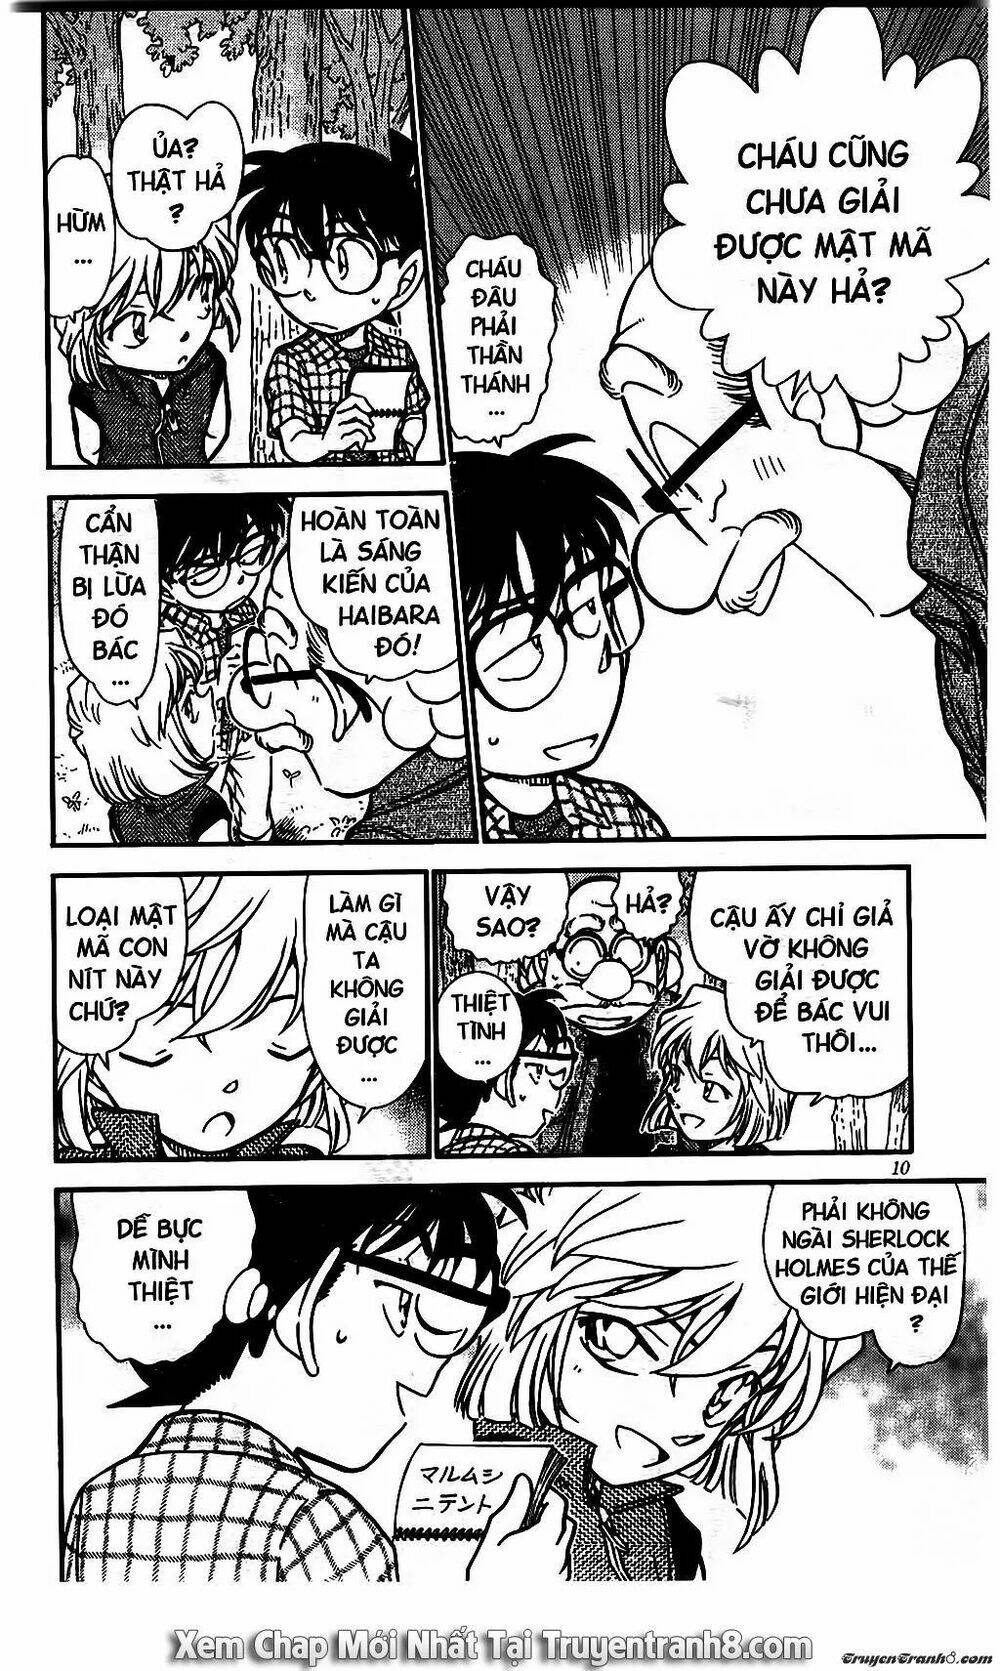 CHÁU CŨNG
CHƯA GIẢI
ĐƯỢC MẬT MÃ
NÀY HẢ?
CHÁU
ĐÂU
PHẢI
THẦN
THÁNH
...
ỦA?
THẬT HẢ
?
HỪM
...
HOÀN TOÀN
LÀ SÁNG
KIẾN CỦA
HAIBARA
ĐÓ!
CẨN
THẬN
BỊ LỪA
ĐÓ
BÁC
...
CẬU ẤY CHỈ GIẢ
VỜ KHÔNG
GIẢI ĐƯỢC
ĐỂ BÁC VUI
THÔI...
HẢ?
VẬY
SAO?
THIỆT
TÌNH
...
LÀM GÌ
MÀ CẬU
TA
KHÔNG
GIẢI
ĐƯỢC
...
LOẠI MẬT
MÃ CON
NÍT NÀY
CHỨ?
10
PHẢI KHÔNG
NGÀI SHERLOCK
HOLMES CỦA THẾ
GIỚI HIỆN ĐẠI
?
DỄ BỰC
MÌNH
THIỆT
...
マルムシ
ニテント
Xem Chap Mới Nhất Tại Truyentranh8.com
TruyenTranh8.com